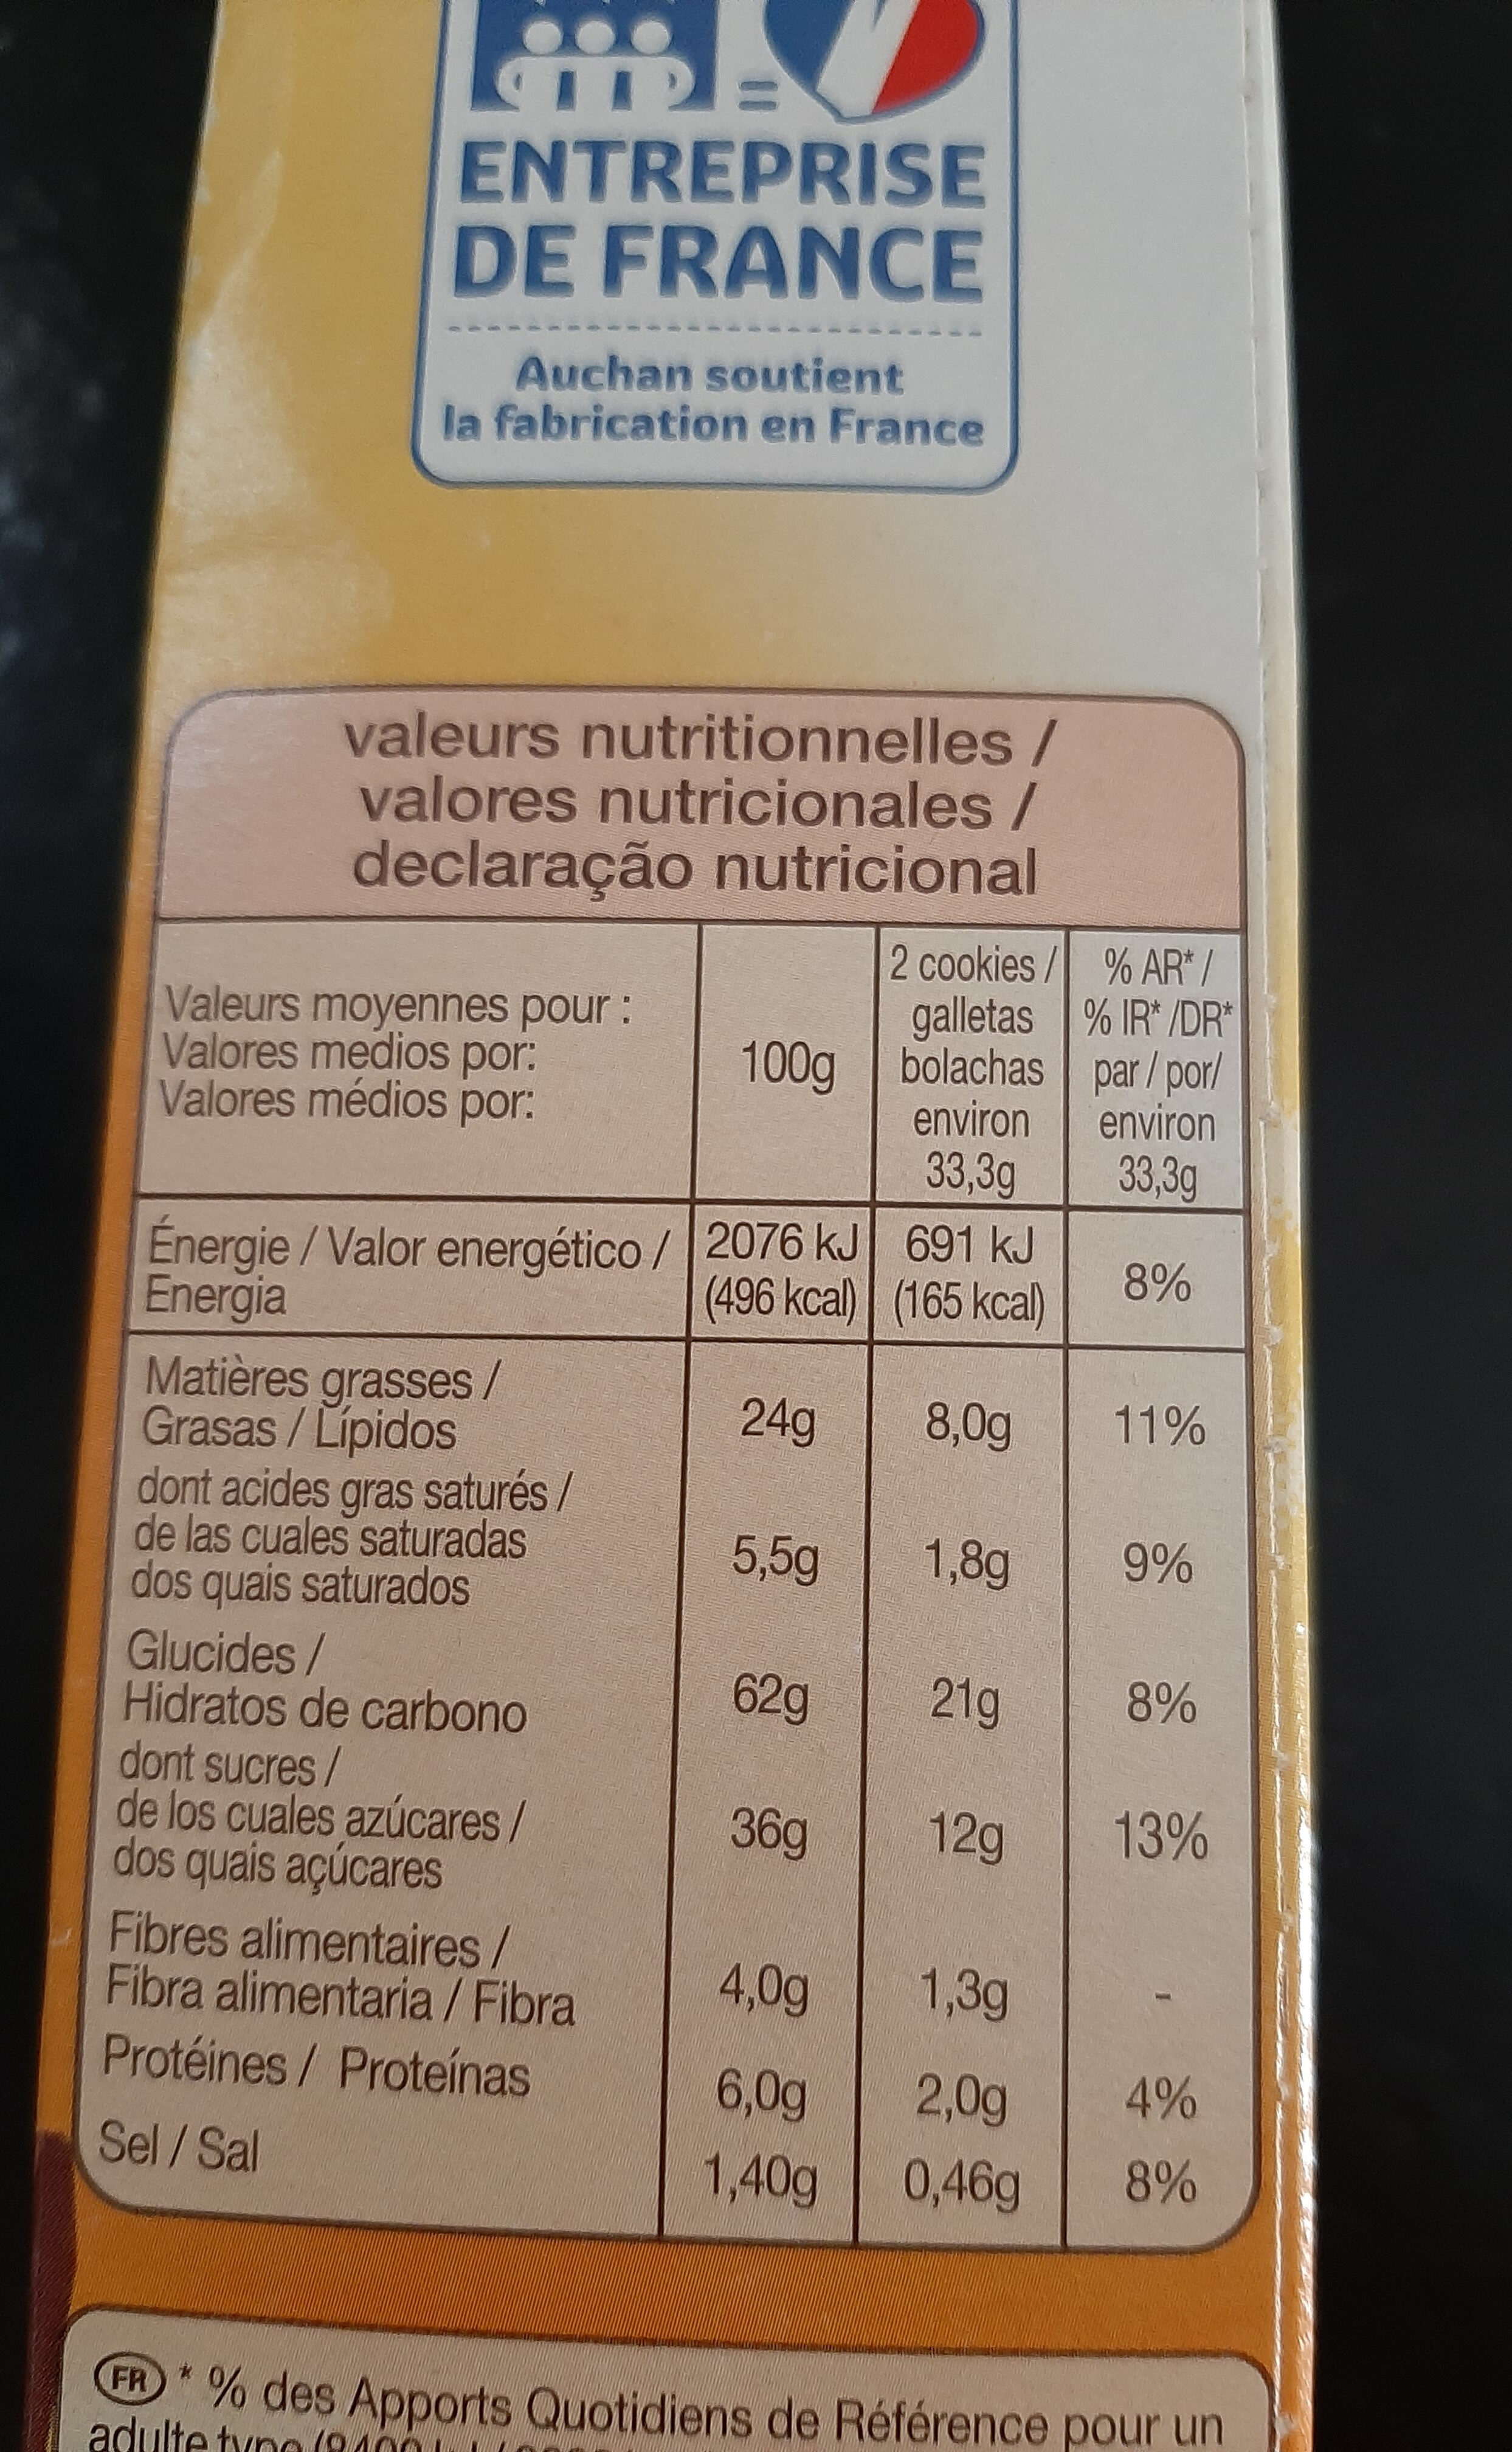 =
ENTREPRISE
DE FRANCE
Auchan soutient
la fabrication en France
valeurs nutritionnelles /
valores nutricionales /
declaração nutricional
Valeurs moyennes pour :
Valores medios por:
Valores médios por:
100g
2 cookies /
galletas
bolachas
environ
33,3g
% AR* /
% IR* /DR*
par / por/
environ
33,3g
Énergie / Valor energético /
Energia
2076 kJ
(496 kcal)
691 kJ
(165 kcal)
8%
Matières grasses /
Grasas / Lípidos
24g
8,0g
11%
dont acides gras saturés /
de las cuales saturadas
dos quais saturados
5,5g
1,8g
9%
Glucides /
Hidratos de carbono
62g
21g
8%
dont sucres /
de los cuales azúcares /
dos quais açúcares
36g
12g
13%
Fibres alimentaires /
Fibra alimentaria / Fibra
4,0g
1,3g
-
Protéines / Proteínas
6,0g
2,0g
4%
Sel / Sal
1,40g
0,46g
8%
FR * % des Apports Quotidiens de Référence pour un
adulte type (8400